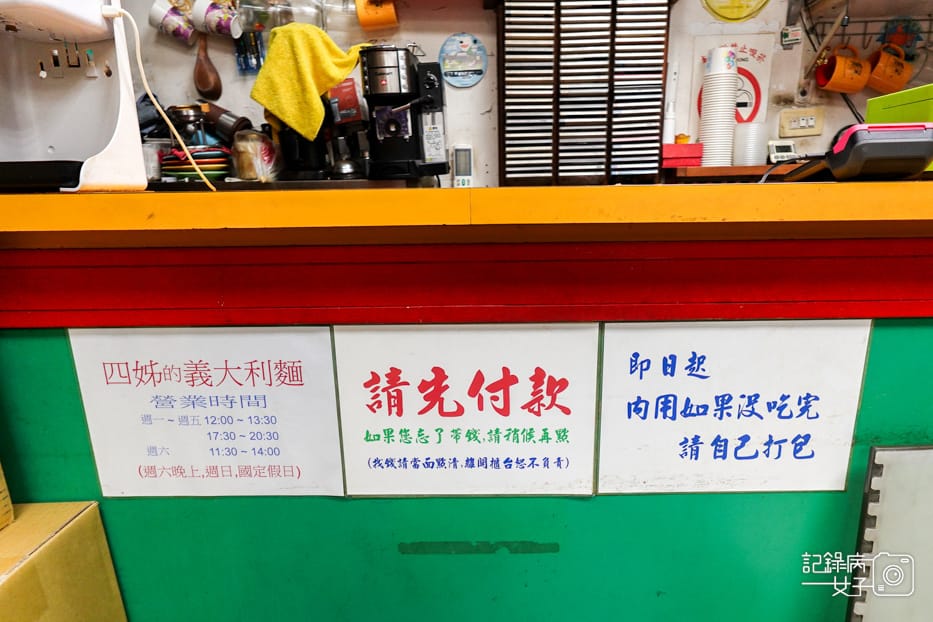 四姊的義大利麵
營業時間
週一 ~ 週五 12:00 ~ 13:30
17:30 ~ 20:30
週六 11:30 ~ 14:00
(週六晚上,週日,國定假日)
請先付款
如果您忘了帶錢,請稍候再點
(找錢請當面點清,離開櫃台恕不負責)
即日起
內用如果沒吃完
請自己打包
記錄病
女子